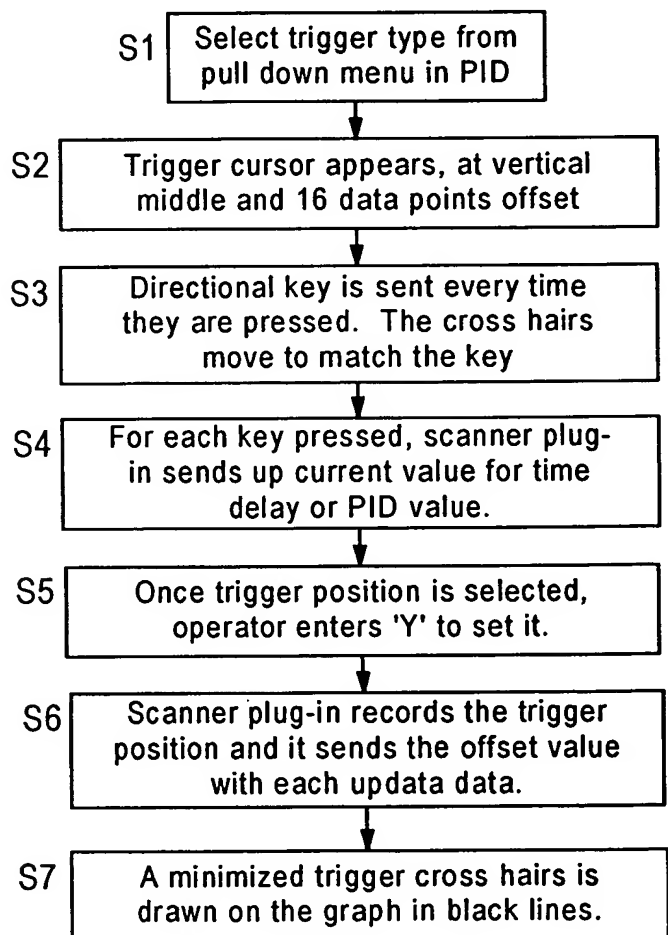 S1
Select trigger type from
pull down menu in PID
S2
Trigger cursor appears, at vertical
middle and 16 data points offset
S3
Directional key is sent every time
they are pressed. The cross hairs
move to match the key
S4
For each key pressed, scanner plug-
in sends up current value for time
delay or PID value.
S5
Once trigger position is selected,
operator enters 'Y' to set it.
S6
Scanner plug-in records the trigger
position and it sends the offset value
with each updata data.
S7
A minimized trigger cross hairs is
drawn on the graph in black lines.